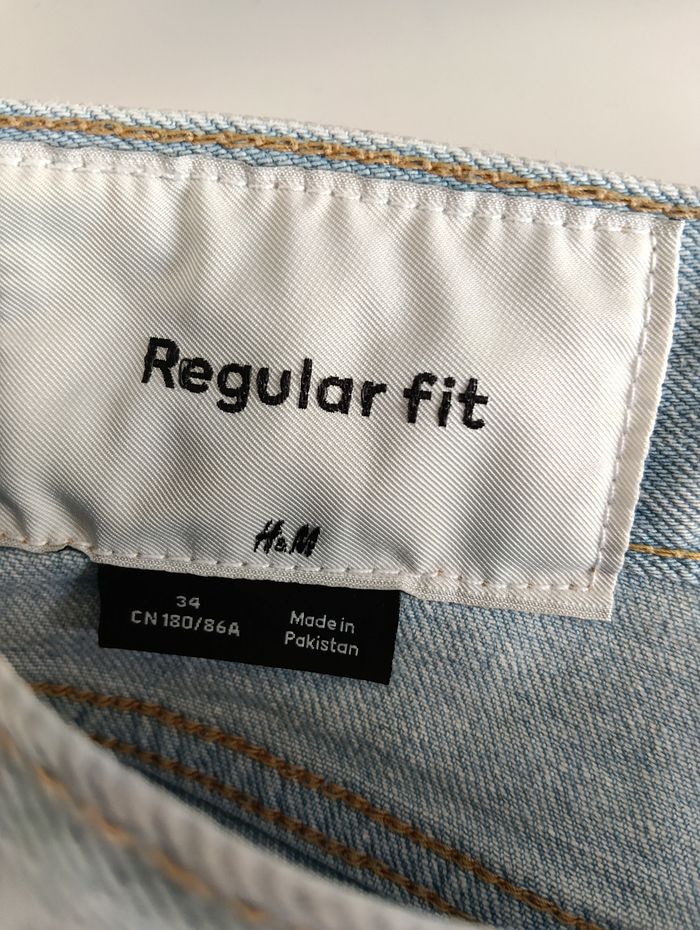 Regular fit
H&M
34
CN 180/86A
Made in
Pakistan